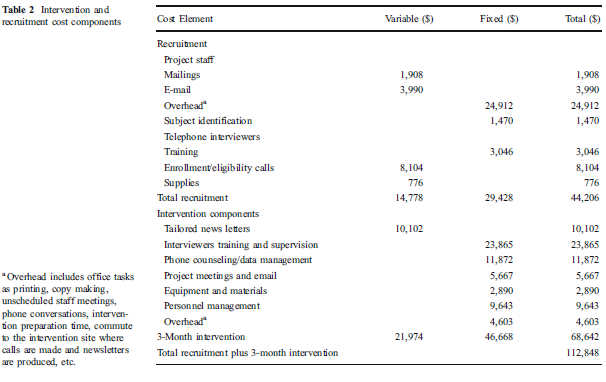 Table 2 Intervention and
recruitment cost components
Cost Element Variable ($) Fixed ($) Total ($)
Recruitment
Project staff
Mailings 1,908 1,908
E-mail 3,990 3,990
Overheadᵃ 24,912 24,912
Subject identification 1,470 1,470
Telephone interviewers
Training 3,046 3,046
Enrollment/eligibility calls 8,104 8,104
Supplies 776 776
Total recruitment 14,778 29,428 44,206
Intervention components
Tailored news letters 10,102 10,102
Interviewers training and supervision 23,865 23,865
Phone counseling/data management 11,872 11,872
Project meetings and email 5,667 5,667
Equipment and materials 2,890 2,890
Personnel management 9,643 9,643
Overheadᵃ 4,603 4,603
3-Month intervention 21,974 46,668 68,642
Total recruitment plus 3-month intervention 112,848
ᵃ Overhead includes office tasks
as printing, copy making,
unscheduled staff meetings,
phone conversations, interven-
tion preparation time, commute
to the intervention site where
calls are made and newsletters
are produced, etc.